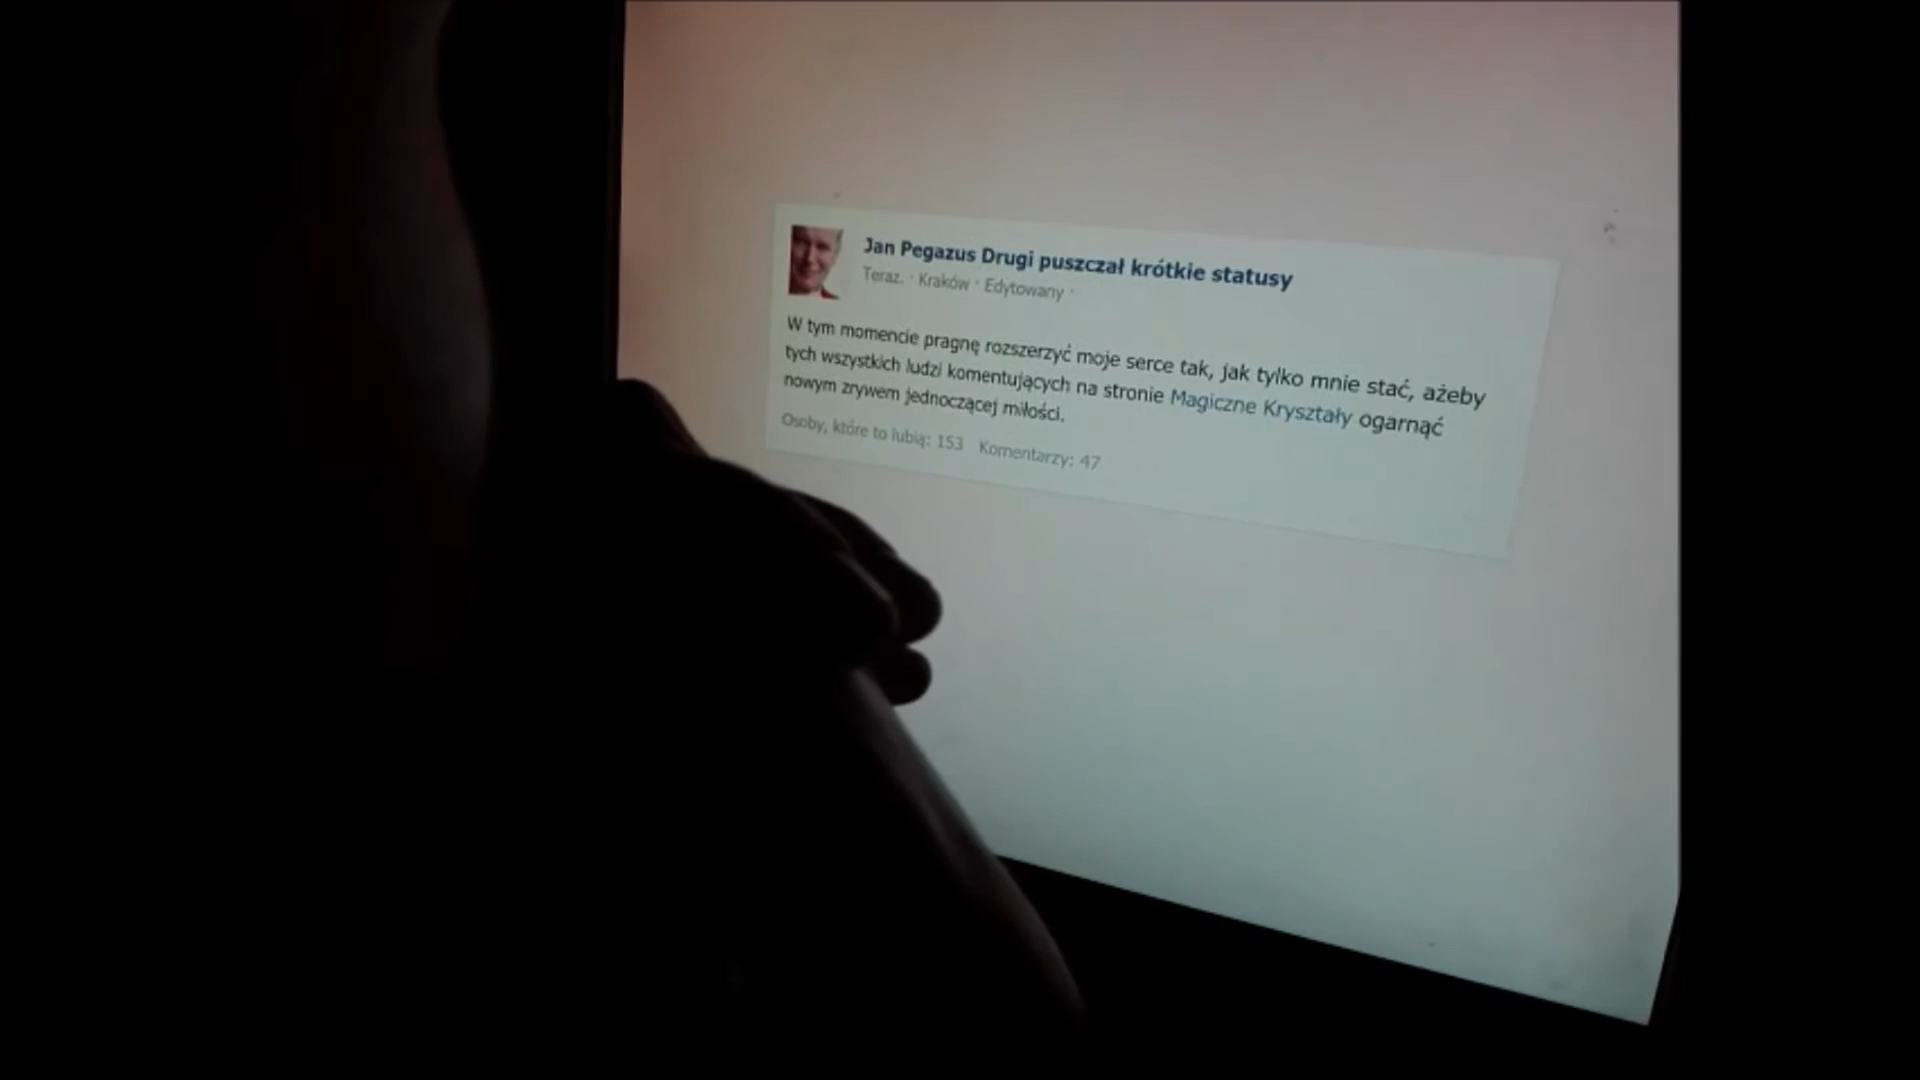 Jan Pegazus Drugi puszczał krótkie statusy
Teraz. · Kraków · Edytowany ·
W tym momencie pragnę rozszerzyć moje serce tak, jak tylko mnie stać, ażeby
tych wszystkich ludzi komentujących na stronie Magiczne Kryształy ogarnąć
nowym zrywem jednoczącej miłości.
Osoby, które to lubią: 153 Komentarzy: 47